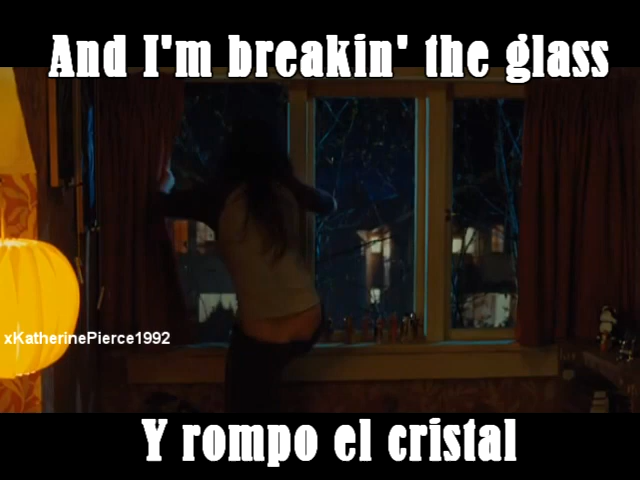 And I'm breakin' the glass
xKatherinePierce1992
Y rompo el cristal